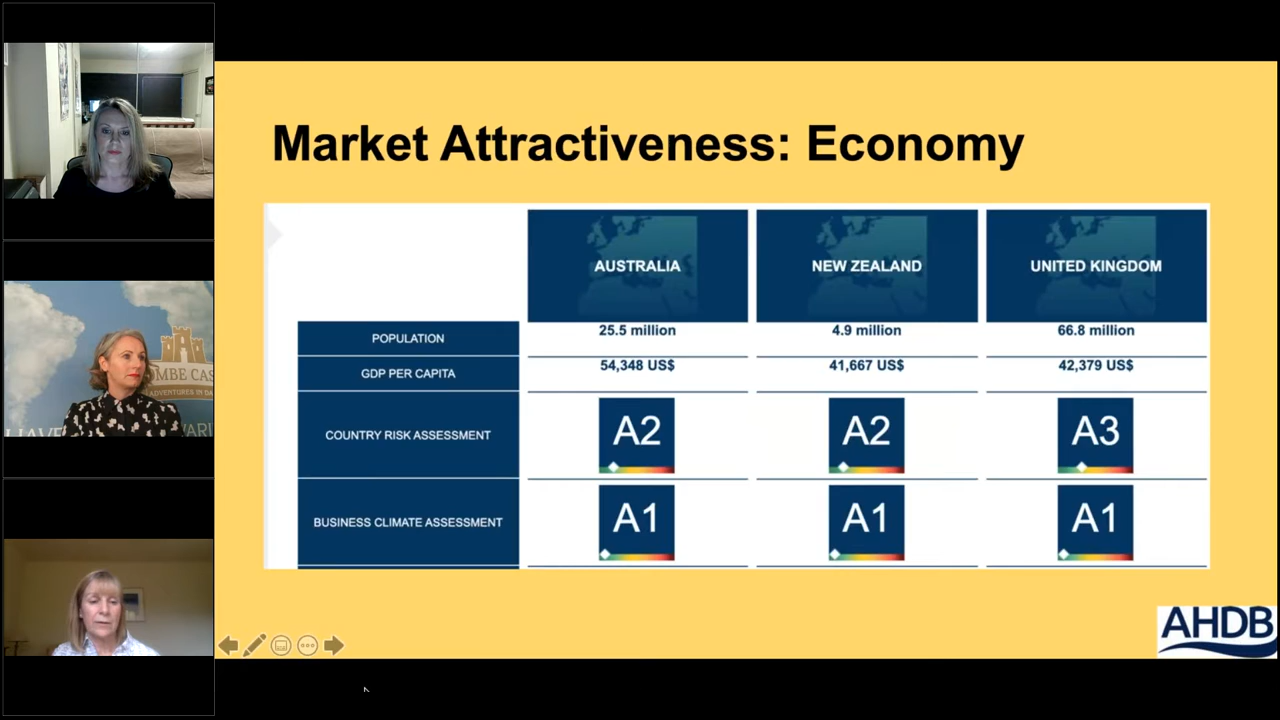 Market Attractiveness: Economy
AUSTRALIA NEW ZEALAND UNITED KINGDOM
POPULATION 25.5 million 4.9 million 66.8 million
GDP PER CAPITA 54,348 US$ 41,667 US$ 42,379 US$
COUNTRY RISK ASSESSMENT A2 A2 A3
BUSINESS CLIMATE ASSESSMENT A1 A1 A1
AHDB